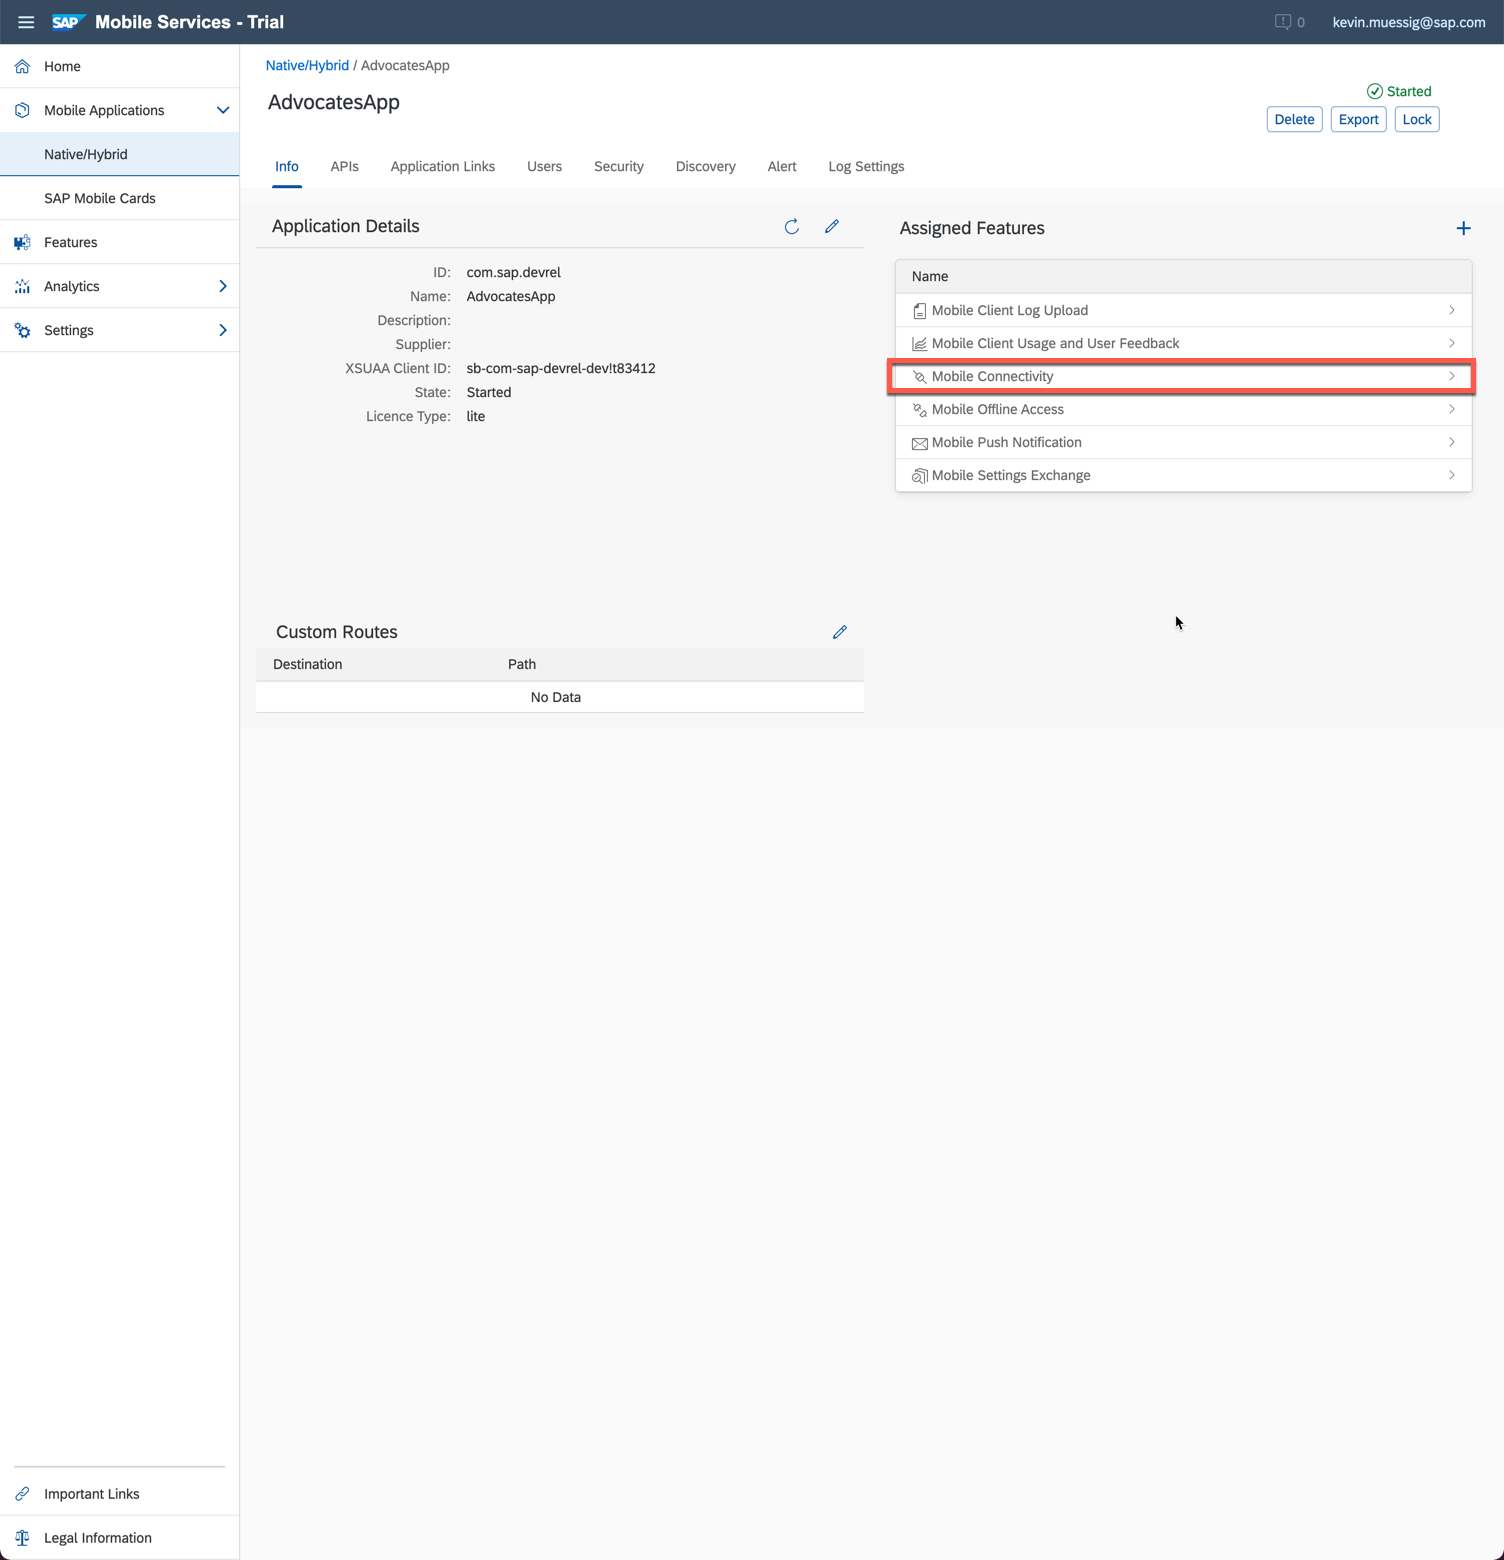 SAP Mobile Services - Trial
0 kevin.muessig@sap.com
Home
Mobile Applications
Native/Hybrid
SAP Mobile Cards
Features
Analytics
Settings
Important Links
Legal Information
Native/Hybrid / AdvocatesApp
AdvocatesApp
Started
Delete Export Lock
Info APIs Application Links Users Security Discovery Alert Log Settings
Application Details
ID: com.sap.devrel
Name: AdvocatesApp
Description:
Supplier:
XSUAA Client ID: sb-com-sap-devrel-dev!t83412
State: Started
Licence Type: lite
Custom Routes
Destination Path
No Data
Assigned Features
Name
Mobile Client Log Upload
Mobile Client Usage and User Feedback
Mobile Connectivity
Mobile Offline Access
Mobile Push Notification
Mobile Settings Exchange